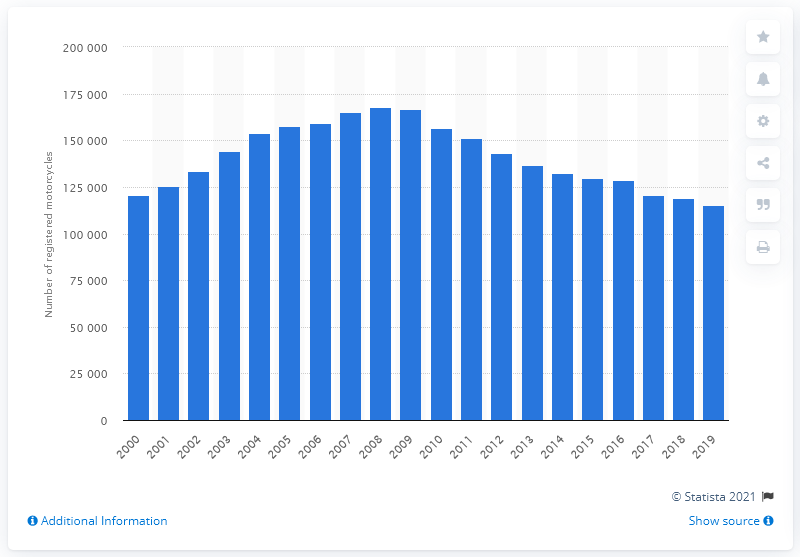 200 000
175 000
150 000
125 000
100 000
75 000
50 000
25 000
0
Number of registered motorcycles
2000 2001 2002 2003 2004 2005 2006 2007 2008 2009 2010 2011 2012 2013 2014 2015 2016 2017 2018 2019
© Statista 2021
Additional Information
Show source